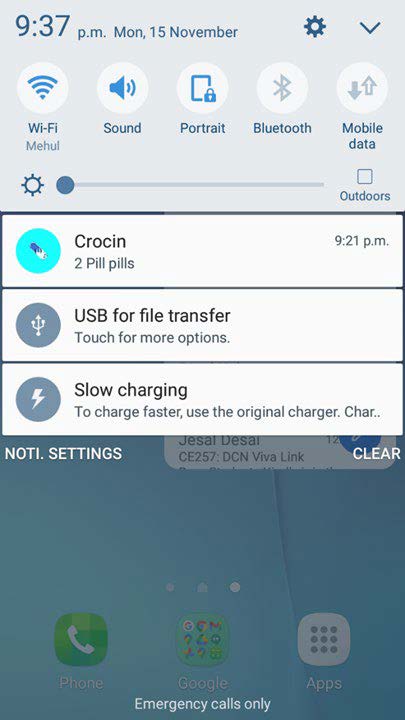 9:37 p.m. Mon, 15 November
Wi-Fi
Mehul
Sound
Portrait
Bluetooth
Mobile
data
Outdoors
Crocin 9:21 p.m.
2 Pill pills
USB for file transfer
Touch for more options.
Slow charging
To charge faster, use the original charger. Char..
Jesal Desai 12
CE257: DCN Viva Link
NOTI. SETTINGS CLEAR
Phone
Google
Apps
Emergency calls only